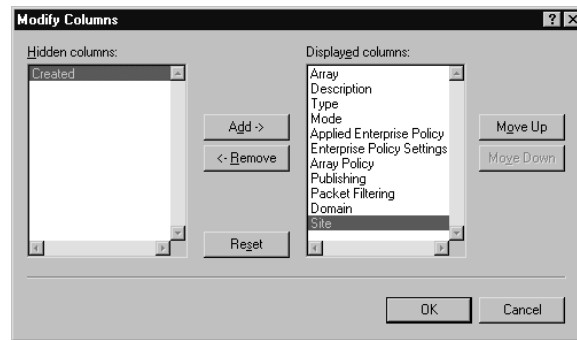 Modify Columns
Hidden columns:
Created
Add ->
<- Remove
Reset
Displayed columns:
Array
Description
Type
Mode
Applied Enterprise Policy
Enterprise Policy Settings
Array Policy
Publishing
Packet Filtering
Domain
Site
Move Up
Move Down
OK
Cancel